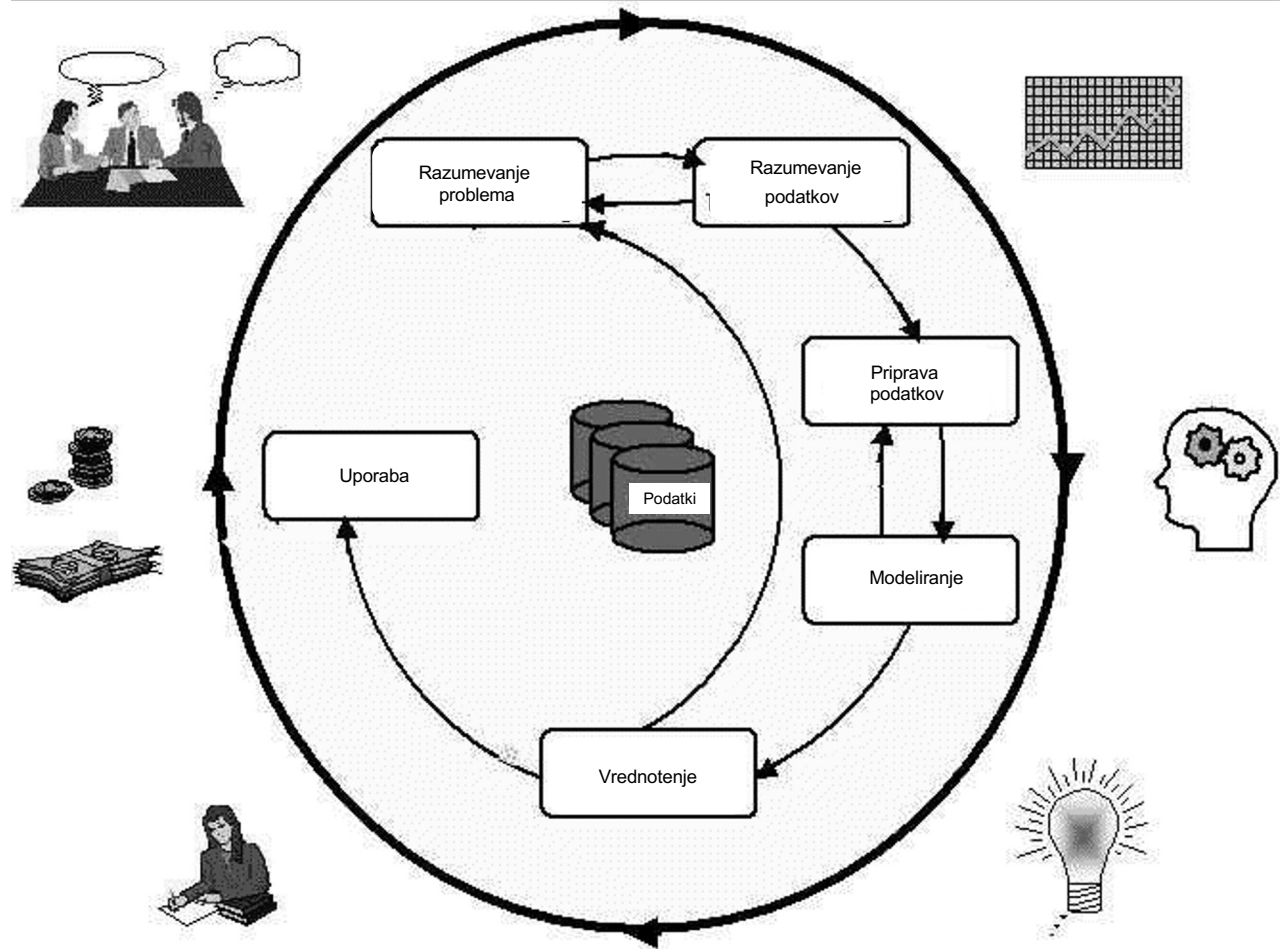 Razumevanje
problema
Razumevanje
podatkov
Priprava
podatkov
Uporaba
Podatki
Modeliranje
Vrednotenje